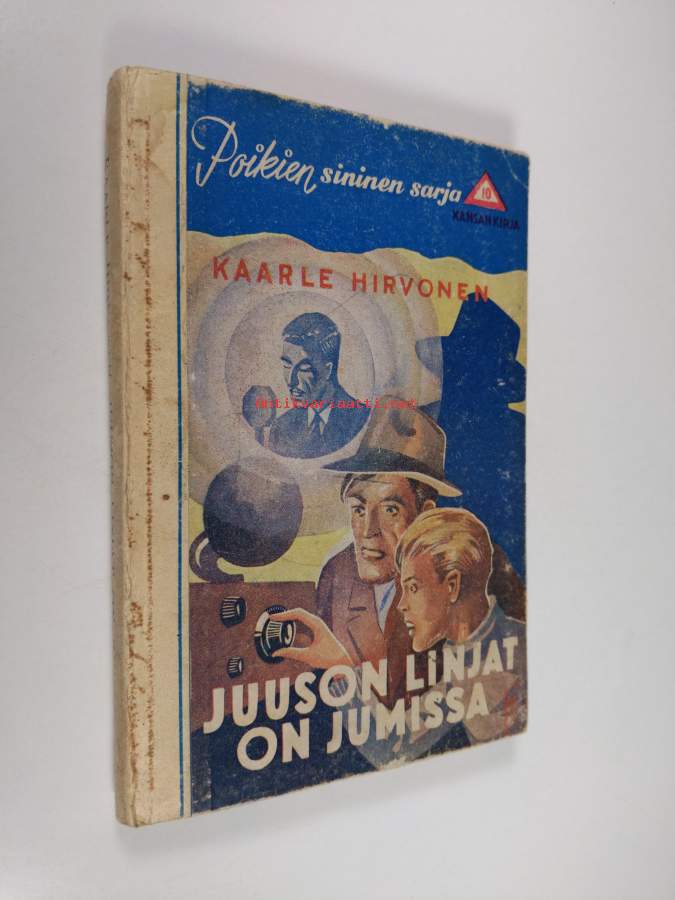 Poikien sininen sarja
10
KANSANKIRJA
KAARLE HIRVONEN
antikvariaatti.net
JUUSON LINJAT
ON JUMISSA